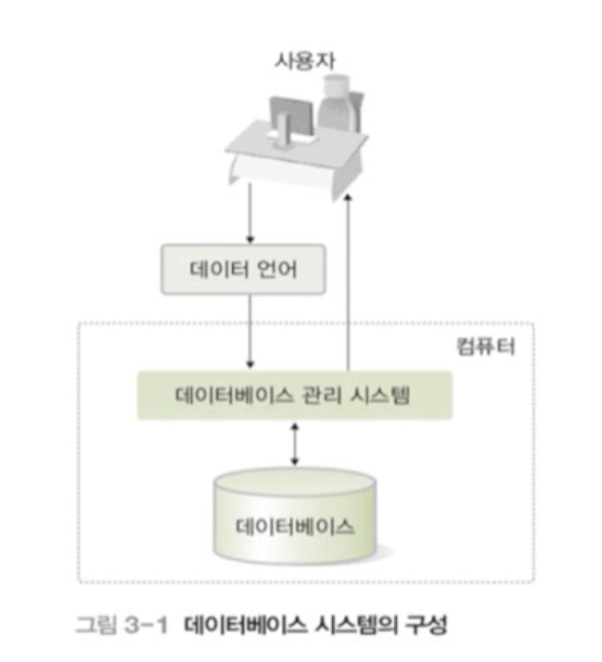 사용자
데이터 언어
컴퓨터
데이터베이스 관리 시스템
데이터베이스
그림 3-1 데이터베이스 시스템의 구성